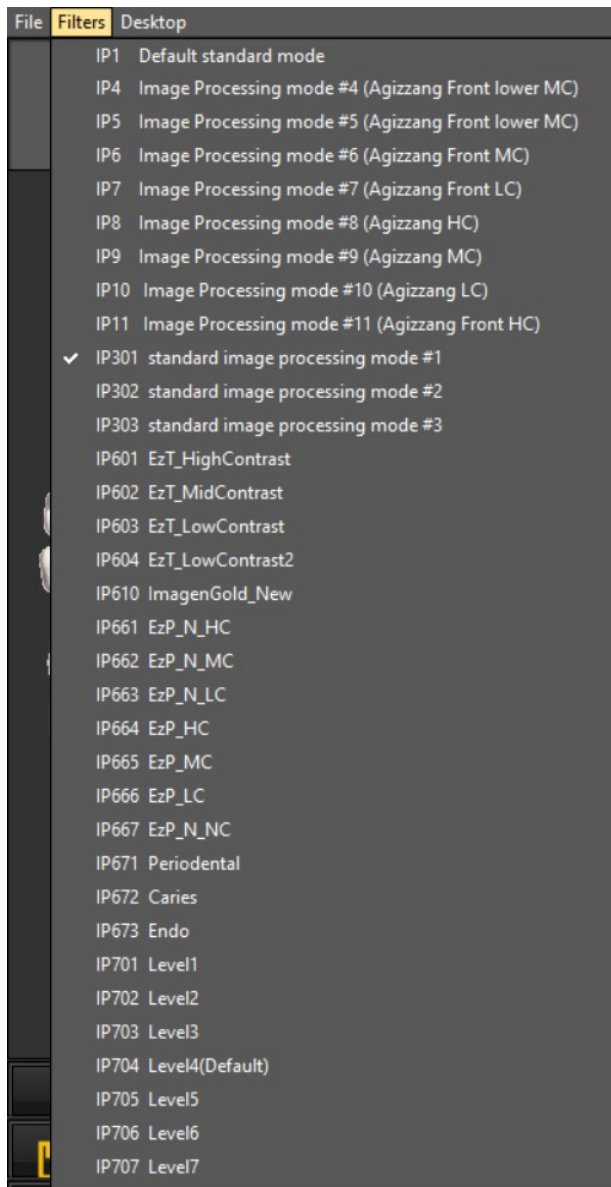 File Filters Desktop
IP1 Default standard mode
IP4 Image Processing mode #4 (Agizzang Front lower MC)
IP5 Image Processing mode #5 (Agizzang Front lower MC)
IP6 Image Processing mode #6 (Agizzang Front MC)
IP7 Image Processing mode #7 (Agizzang Front LC)
IP8 Image Processing mode #8 (Agizzang HC)
IP9 Image Processing mode #9 (Agizzang MC)
IP10 Image Processing mode #10 (Agizzang LC)
IP11 Image Processing mode #11 (Agizzang Front HC)
IP301 standard image processing mode #1
IP302 standard image processing mode #2
IP303 standard image processing mode #3
IP601 EzT_HighContrast
IP602 EzT_MidContrast
IP603 EzT_LowContrast
IP604 EzT_LowContrast2
IP610 ImagenGold_New
IP661 EzP_N_HC
IP662 EzP_N_MC
IP663 EzP_N_LC
IP664 EzP_HC
IP665 EzP_MC
IP666 EzP_LC
IP667 EzP_N_NC
IP671 Periodental
IP672 Caries
IP673 Endo
IP701 Level1
IP702 Level2
IP703 Level3
IP704 Level4(Default)
IP705 Level5
IP706 Level6
IP707 Level7